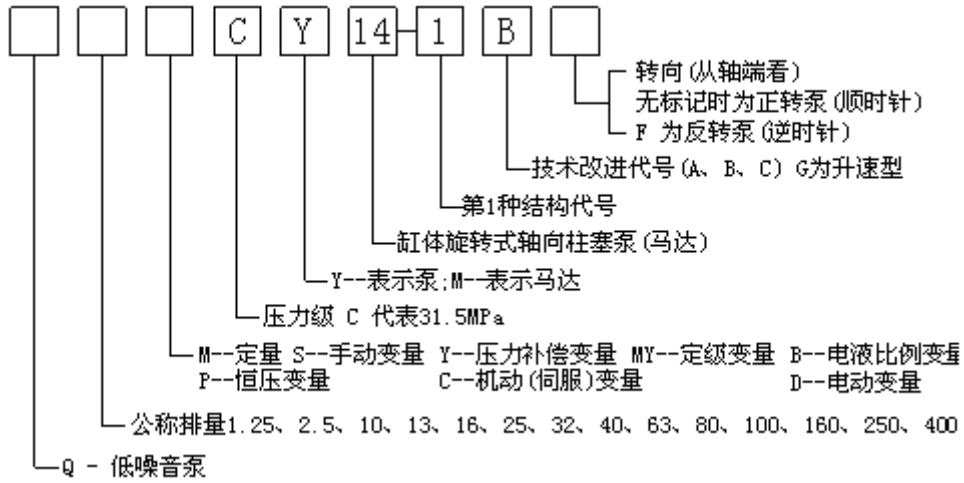 C Y 14-1 B
转向(从轴端看)
无标记时为正转泵(顺时针)
F 为反转泵(逆时针)
技术改进代号(A、B、C) G为升速型
第1种结构代号
缸体旋转式轴向柱塞泵(马达)
Y--表示泵;M--表示马达
压力级 C 代表31.5MPa
M--定量 S--手动变量 Y--压力补偿变量 MY--定级变量 B--电液比例变量
P--恒压变量 C--机动(伺服)变量 D--电动变量
公称排量1.25、2.5、10、13、16、25、32、40、63、80、100、160、250、400
Q - 低噪音泵